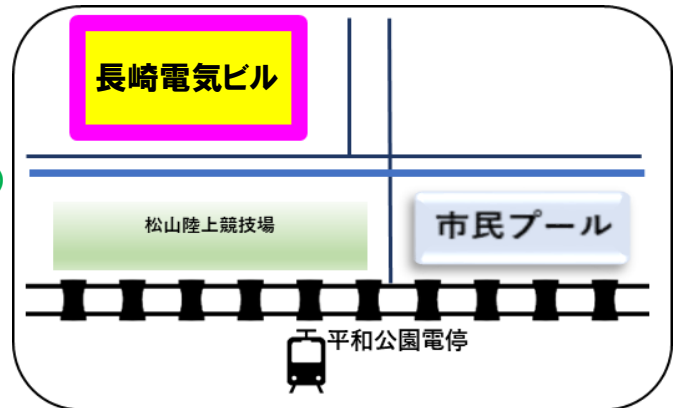 長崎電気ビル
松山陸上競技場
市民プール
平和公園電停